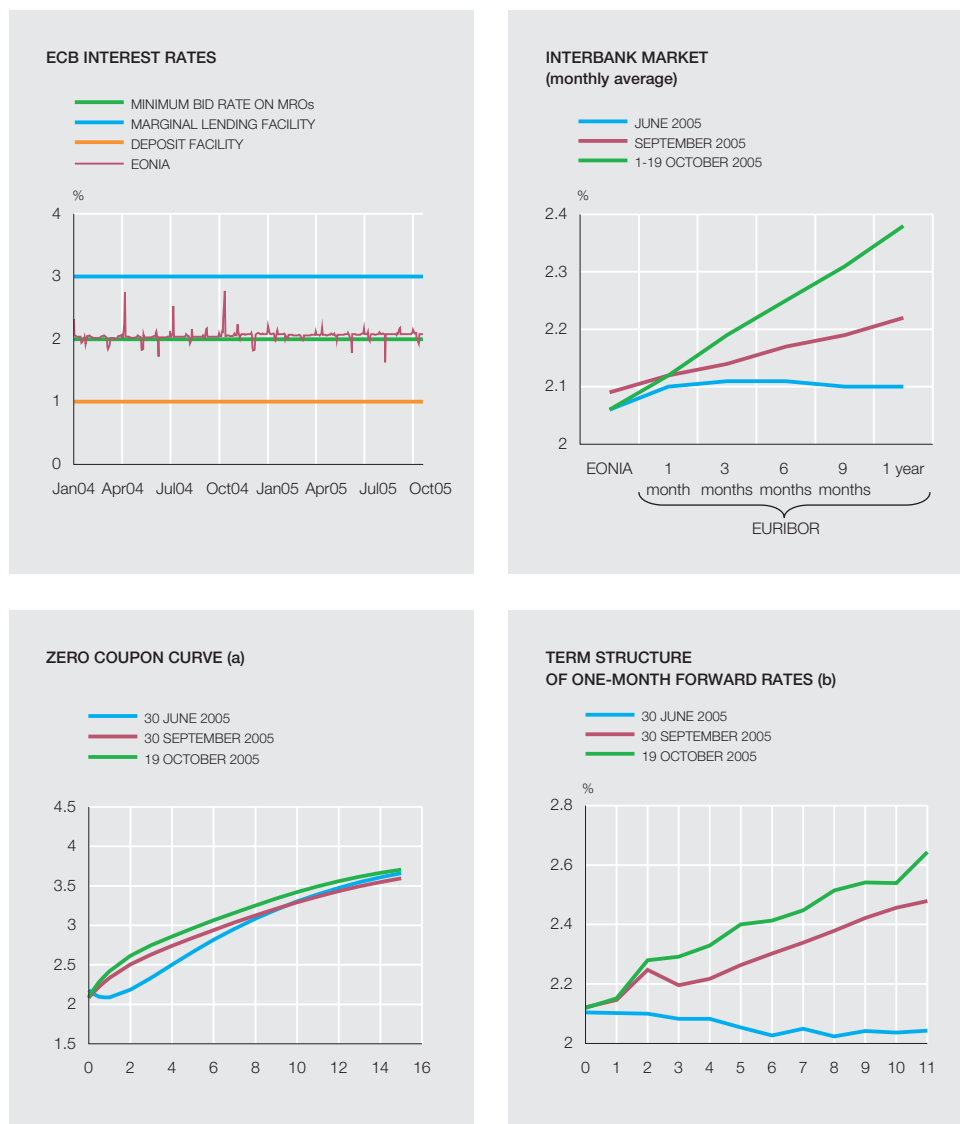 ECB INTEREST RATES
MINIMUM BID RATE ON MROs
MARGINAL LENDING FACILITY
DEPOSIT FACILITY
EONIA
%
4
3
2
1
0
Jan04 Apr04 Jul04 Oct04 Jan05 Apr05 Jul05 Oct05
INTERBANK MARKET
(monthly average)
JUNE 2005
SEPTEMBER 2005
1-19 OCTOBER 2005
%
2.4
2.3
2.2
2.1
2
EONIA 1 3 6 9 1 year
month months months months
EURIBOR
ZERO COUPON CURVE (a)
30 JUNE 2005
30 SEPTEMBER 2005
19 OCTOBER 2005
4.5
4
3.5
3
2.5
2
1.5
0 2 4 6 8 10 12 14 16
TERM STRUCTURE
OF ONE-MONTH FORWARD RATES (b)
30 JUNE 2005
30 SEPTEMBER 2005
19 OCTOBER 2005
%
2.8
2.6
2.4
2.2
2
0 1 2 3 4 5 6 7 8 9 10 11